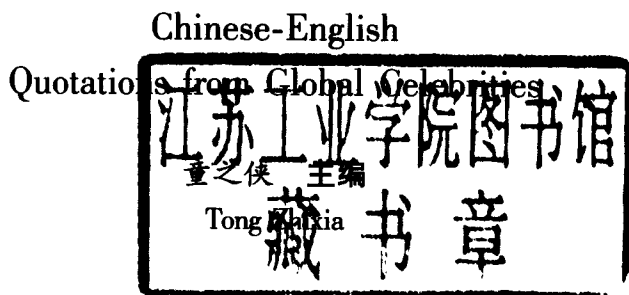 Chinese-English
Quotations from Global Celebrities
江苏工业学院图书馆
童之侠 主编
Tong Zhixia
藏书章